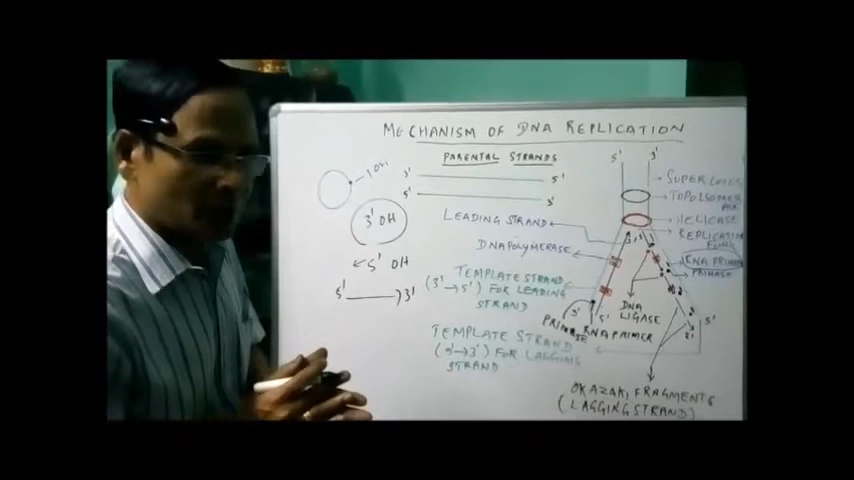 MECHANISM OF DNA REPLICATION
PARENTAL STRANDS
3' 5'
5' 3'
3' OH
5' OH
5' 3'
5' 3'
SUPER COILS
HELICASE
REPLICATION
FORK
RNA PRIMER
PRIMASE
LEADING STRAND
DNA POLYMERASE
TEMPLATE STRAND
(3'→5') FOR LEADING
STRAND
TEMPLATE STRAND
(5'→3') FOR LAGGING
STRAND
DNA
LIGASE
3' 5'
5'
PRIMASE RNA PRIMER
OKAZAKI FRAGMENTS
(LAGGING STRAND)